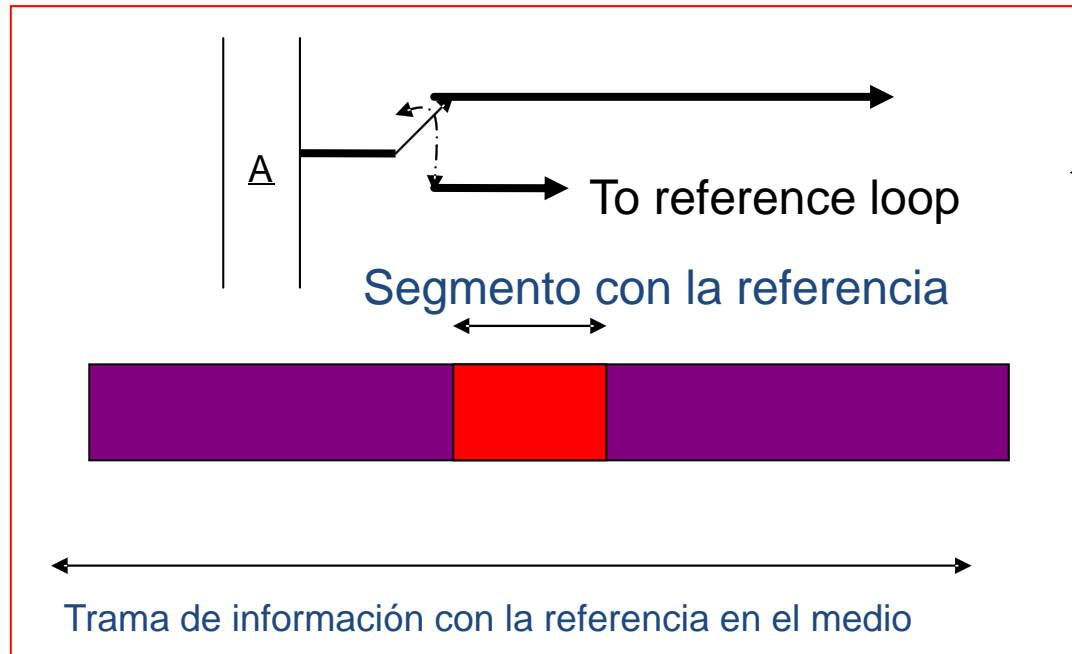 A
To reference loop
Segmento con la referencia
Trama de información con la referencia en el medio